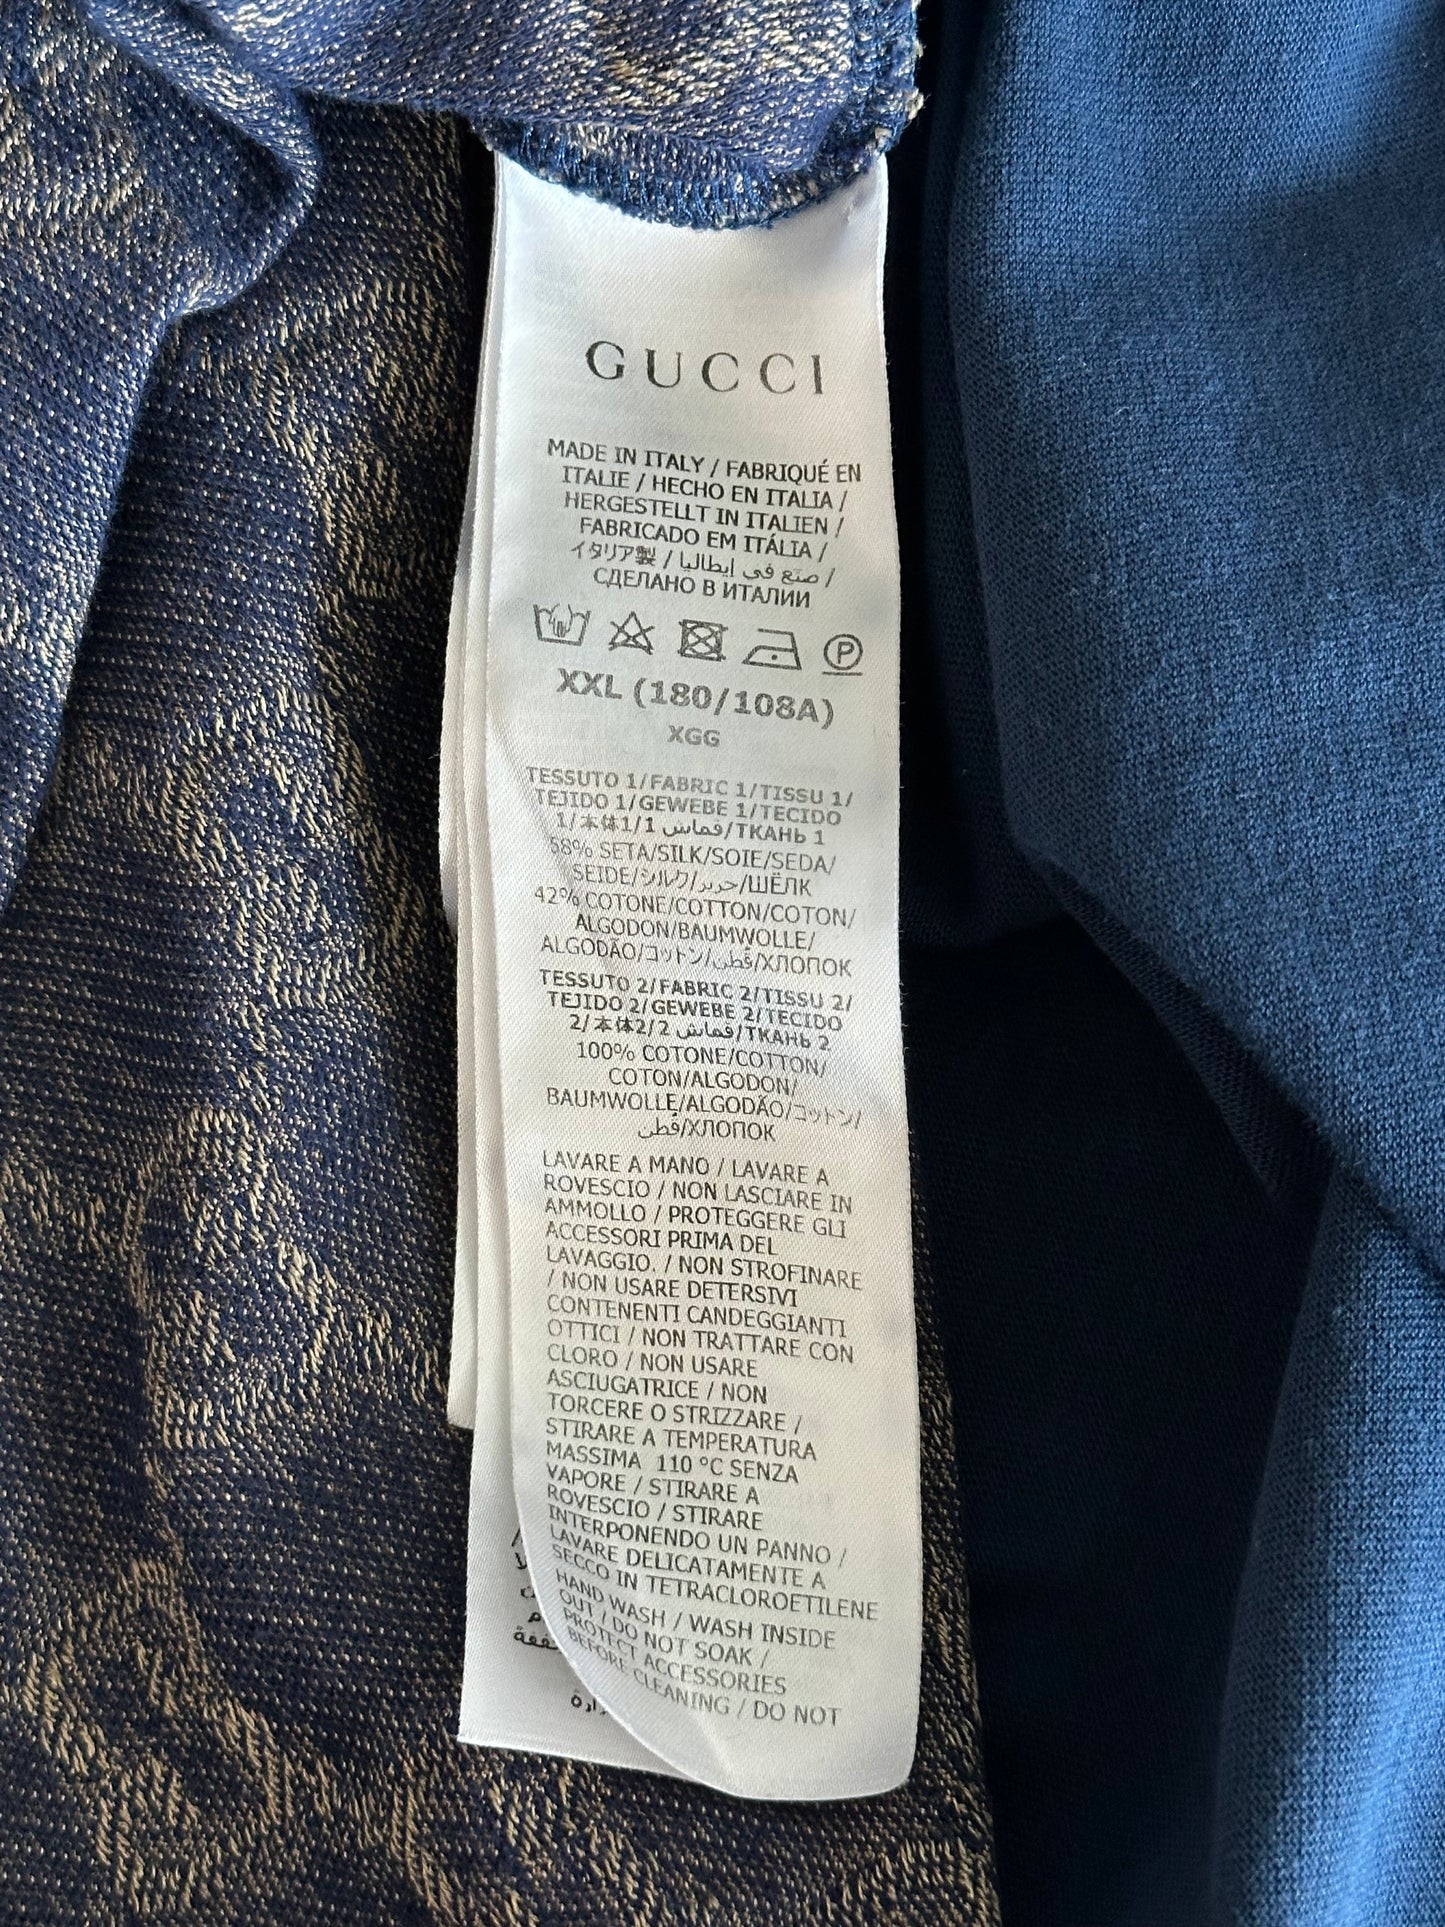 GUCCI
MADE IN ITALY / FABRIQUÉ EN
ITALIE / HECHO EN ITALIA /
HERGESTELLT IN ITALIEN /
FABRICADO EM ITÁLIA /
イタリア製 / صنع في إيطاليا /
СДЕЛАНО В ИТАЛИИ
P
XXL (180/108A)
XGG
TESSUTO 1/FABRIC 1/TISSU 1/
TEJIDO 1/GEWEBE 1/TECIDO
1/本体1/1 قماش/ТКАНЬ 1
58% SETA/SILK/SOIE/SEDA/
SEIDE/シルク/حرير/ШЁЛК
42% COTONE/COTTON/COTON/
ALGODON/BAUMWOLLE/
ALGODÃO/コットン/قطن/ХЛОПОК
TESSUTO 2/FABRIC 2/TISSU 2/
TEJIDO 2/GEWEBE 2/TECIDO
2/本体2/2 قماش/ТКАНЬ 2
100% COTONE/COTTON/
COTON/ALGODON/
BAUMWOLLE/ALGODÃO/コットン/
قطن/ХЛОПОК
LAVARE A MANO / LAVARE A
ROVESCIO / NON LASCIARE IN
AMMOLLO / PROTEGGERE GLI
ACCESSORI PRIMA DEL
LAVAGGIO. / NON STROFINARE
/ NON USARE DETERSIVI
CONTENENTI CANDEGGIANTI
OTTICI / NON TRATTARE CON
CLORO / NON USARE
ASCIUGATRICE / NON
TORCERE O STRIZZARE /
STIRARE A TEMPERATURA
MASSIMA 110 °C SENZA
VAPORE / STIRARE A
ROVESCIO / STIRARE
INTERPONENDO UN PANNO /
LAVARE DELICATAMENTE A
SECCO IN TETRACLOROETILENE
HAND WASH / WASH INSIDE
OUT / DO NOT SOAK /
PROTECT ACCESSORIES
BEFORE CLEANING / DO NOT